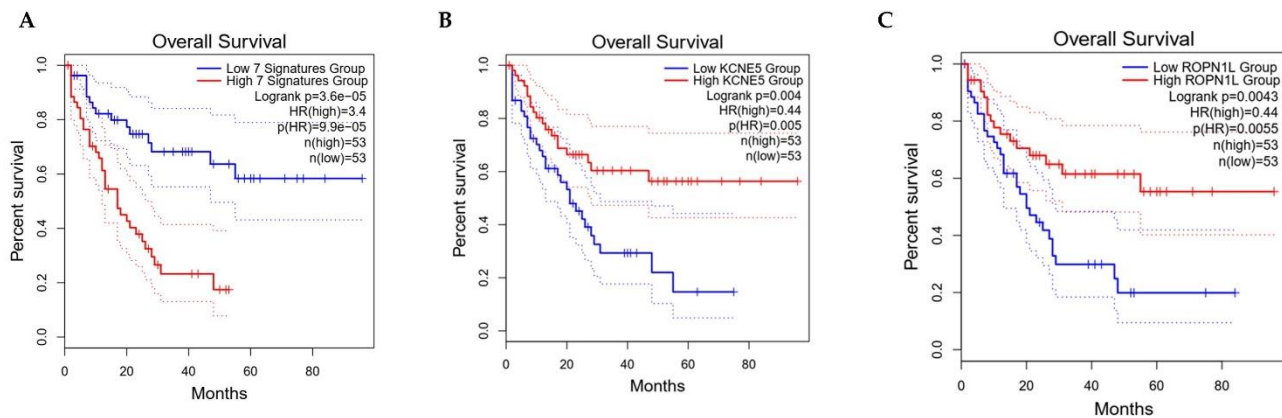 A
Overall Survival
Low 7 Signatures Group
High 7 Signatures Group
Logrank p=3.6e-05
HR(high)=3.4
p(HR)=9.9e-05
n(high)=53
n(low)=53
Percent survival
0.0
0.2
0.4
0.6
0.8
1.0
0 20 40 60 80
Months
B
Overall Survival
Low KCNE5 Group
High KCNE5 Group
Logrank p=0.004
HR(high)=0.44
p(HR)=0.005
n(high)=53
n(low)=53
Percent survival
0.0
0.2
0.4
0.6
0.8
1.0
0 20 40 60 80
Months
C
Overall Survival
Low ROPN1L Group
High ROPN1L Group
Logrank p=0.0043
HR(high)=0.44
p(HR)=0.0055
n(high)=53
n(low)=53
Percent survival
0.0
0.2
0.4
0.6
0.8
1.0
0 20 40 60 80
Months